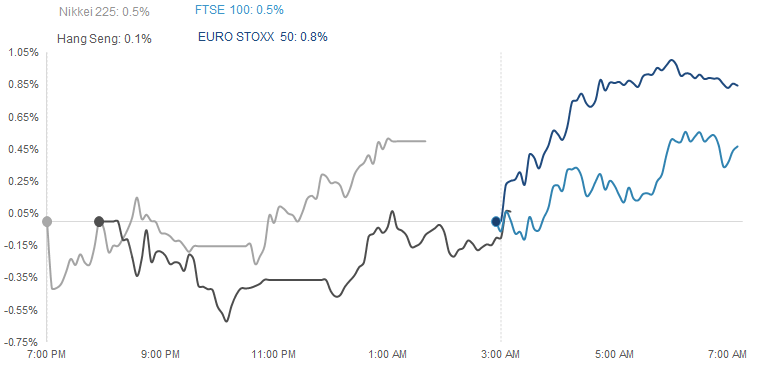 Nikkei 225: 0.5%
FTSE 100: 0.5%
Hang Seng: 0.1%
EURO STOXX 50: 0.8%
1.05%
0.85%
0.65%
0.45%
0.25%
0.05%
-0.15%
-0.35%
-0.55%
-0.75%
7:00 PM
9:00 PM
11:00 PM
1:00 AM
3:00 AM
5:00 AM
7:00 AM